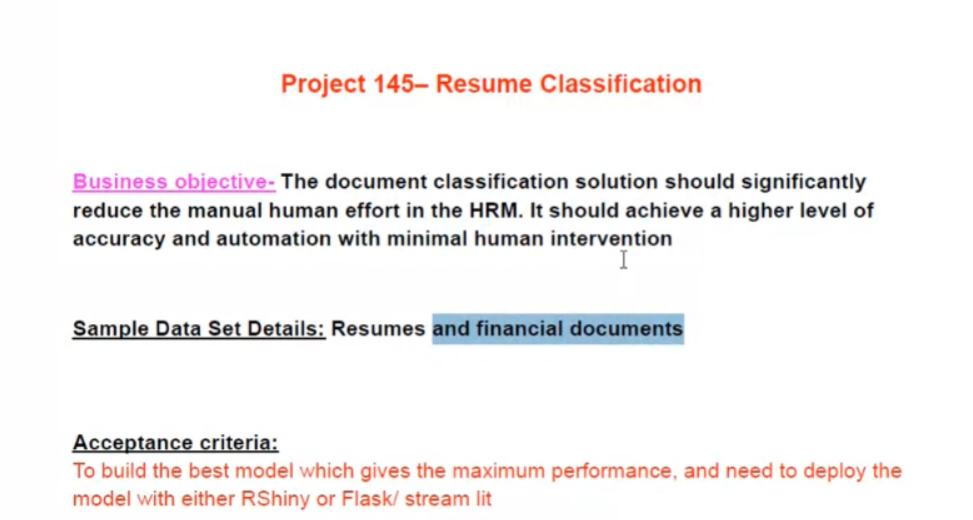 Project 145– Resume Classification
Business objective- The document classification solution should significantly
reduce the manual human effort in the HRM. It should achieve a higher level of
accuracy and automation with minimal human intervention
Sample Data Set Details: Resumes and financial documents
Acceptance criteria:
To build the best model which gives the maximum performance, and need to deploy the
model with either RShiny or Flask/ stream lit